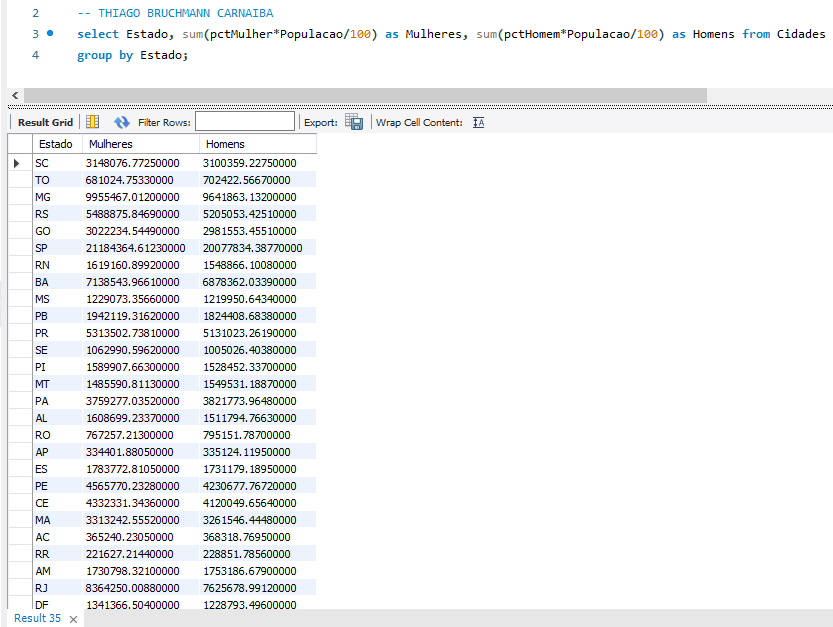 2 -- THIAGO BRUCHMANN CARNAIBA
3 select Estado, sum(pctMulher*Populacao/100) as Mulheres, sum(pctHomem*Populacao/100) as Homens from Cidades
4 group by Estado;
Result Grid Filter Rows: Export: Wrap Cell Content: IA
Estado Mulheres Homens
SC 3148076.77250000 3100359.22750000
TO 681024.75330000 702422.56670000
MG 9955467.01200000 9641863.13200000
RS 5488875.84690000 5205053.42510000
GO 3022234.54490000 2981553.45510000
SP 21184364.61230000 20077834.38770000
RN 1619160.89920000 1548866.10080000
BA 7138543.96610000 6878362.03390000
MS 1229073.35660000 1219950.64340000
PB 1942119.31620000 1824408.68380000
PR 5313502.73810000 5131023.26190000
SE 1062990.59620000 1005026.40380000
PI 1589907.66300000 1528452.33700000
MT 1485590.81130000 1549531.18870000
PA 3759277.03520000 3821773.96480000
AL 1608699.23370000 1511794.76630000
RO 767257.21300000 795151.78700000
AP 334401.88050000 335124.11950000
ES 1783772.81050000 1731179.18950000
PE 4565770.23280000 4230677.76720000
CE 4332331.34360000 4120049.65640000
MA 3313242.55520000 3261546.44480000
AC 365240.23050000 368318.76950000
RR 221627.21440000 228851.78560000
AM 1730798.32100000 1753186.67900000
RJ 8364250.00880000 7625678.99120000
DF 1341366.50400000 1228793.49600000
Result 35